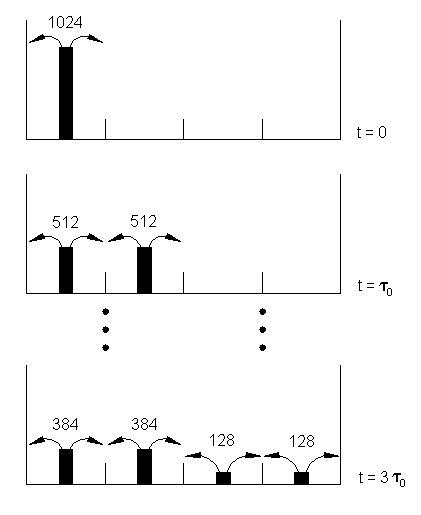 1024
t = 0
512 512
t = τ₀
384 384 128 128
t = 3 τ₀